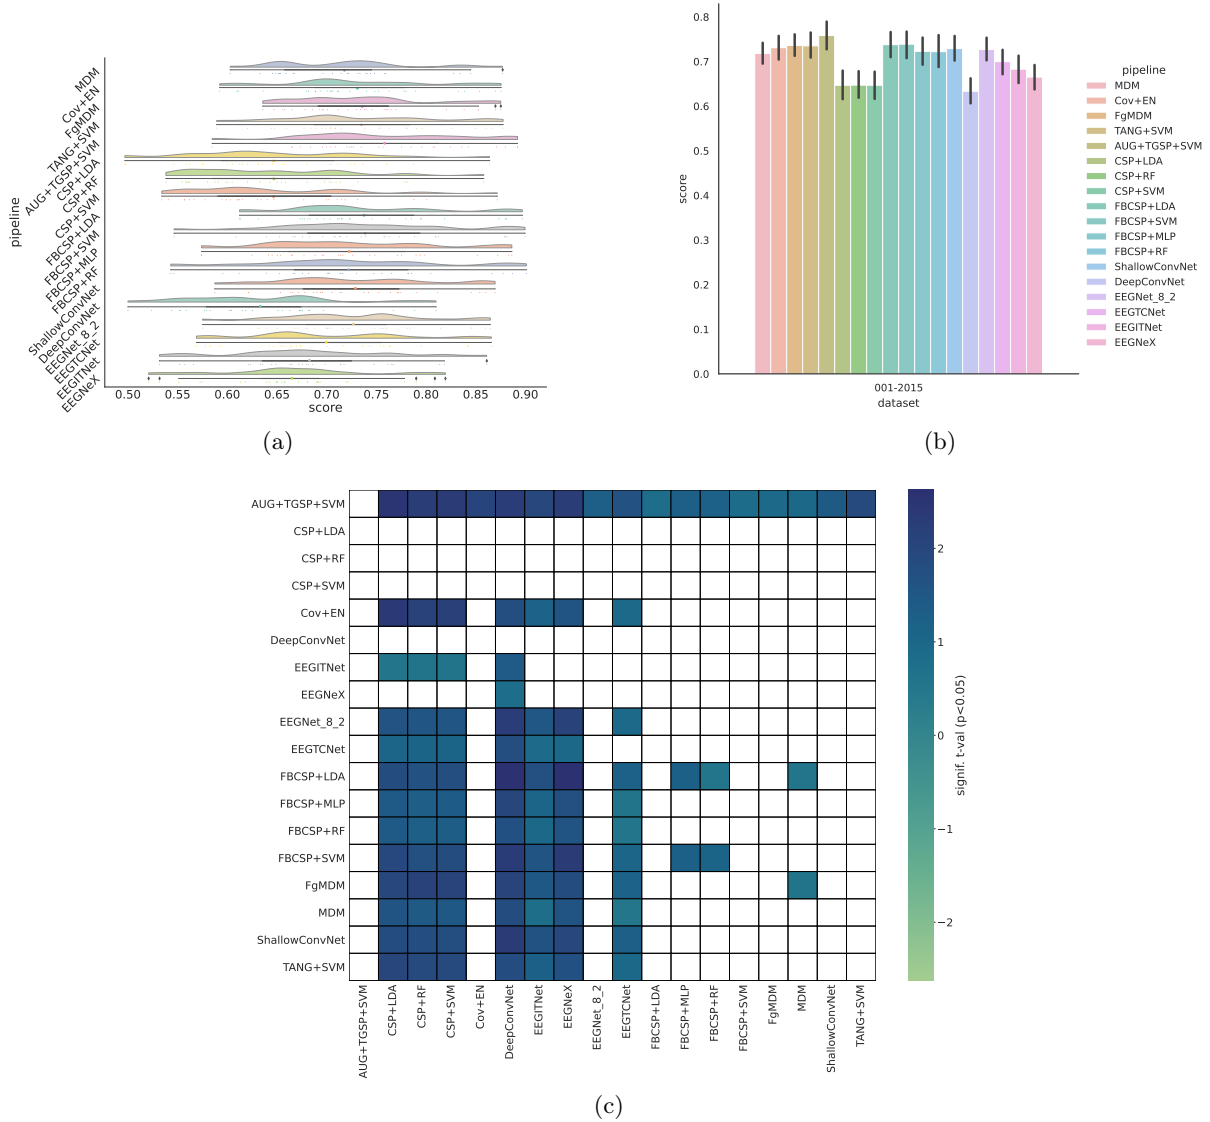 pipeline
MDM
Cov+EN
FgMDM
TANG+SVM
AUG+TGSP+SVM
CSP+LDA
CSP+RF
CSP+SVM
FBCSP+LDA
FBCSP+SVM
FBCSP+MLP
FBCSP+RF
ShallowConvNet
DeepConvNet
EEGNet_8_2
EEGTCNet
EEGITNet
EEGNeX
0.50 0.55 0.60 0.65 0.70 0.75 0.80 0.85 0.90
score
(a)
score
0.8
0.7
0.6
0.5
0.4
0.3
0.2
0.1
0.0
001-2015
dataset
pipeline
MDM
Cov+EN
FgMDM
TANG+SVM
AUG+TGSP+SVM
CSP+LDA
CSP+RF
CSP+SVM
FBCSP+LDA
FBCSP+SVM
FBCSP+MLP
FBCSP+RF
ShallowConvNet
DeepConvNet
EEGNet_8_2
EEGTCNet
EEGITNet
EEGNeX
(b)
AUG+TGSP+SVM
CSP+LDA
CSP+RF
CSP+SVM
Cov+EN
DeepConvNet
EEGITNet
EEGNeX
EEGNet_8_2
EEGTCNet
FBCSP+LDA
FBCSP+MLP
FBCSP+RF
FBCSP+SVM
FgMDM
MDM
ShallowConvNet
TANG+SVM
AUG+TGSP+SVM
CSP+LDA
CSP+RF
CSP+SVM
Cov+EN
DeepConvNet
EEGITNet
EEGNeX
EEGNet_8_2
EEGTCNet
FBCSP+LDA
FBCSP+MLP
FBCSP+RF
FBCSP+SVM
FgMDM
MDM
ShallowConvNet
TANG+SVM
2
1
0
−1
−2
signif. t-val (p<0.05)
(c)